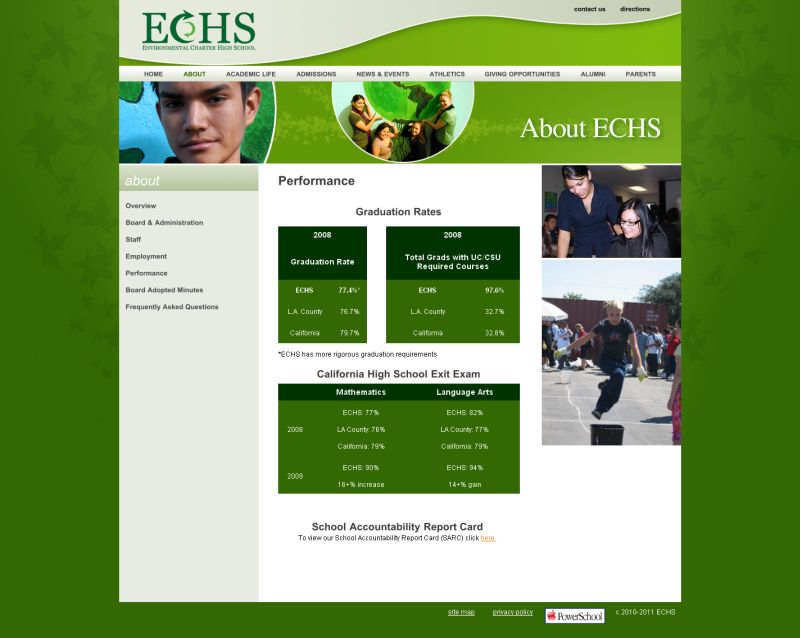 contact us directions
ECHS
ENVIRONMENTAL CHARTER HIGH SCHOOL
HOME ABOUT ACADEMIC LIFE ADMISSIONS NEWS & EVENTS ATHLETICS GIVING OPPORTUNITIES ALUMNI PARENTS
About ECHS
about
Overview
Board & Administration
Staff
Employment
Performance
Board Adopted Minutes
Frequently Asked Questions
Performance
Graduation Rates
2008
Graduation Rate
ECHS 77.4%*
L.A. County 76.7%
California 79.7%
2008
Total Grads with UC/CSU
Required Courses
ECHS 97.6%
L.A. County 32.7%
California 32.8%
*ECHS has more rigorous graduation requirements
California High School Exit Exam
Mathematics Language Arts
ECHS: 77% ECHS: 82%
2008 LA County: 76% LA County: 77%
California: 79% California: 79%
ECHS: 90% ECHS: 94%
2009
16+% increase 14+% gain
School Accountability Report Card
To view our School Accountability Report Card (SARC) click here.
site map privacy policy PowerSchool c.2010-2011 ECHS